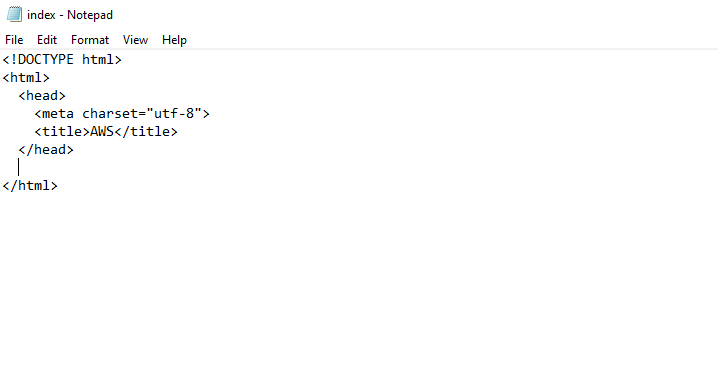 index - Notepad
File Edit Format View Help
<!DOCTYPE html>
<html>
  <head>
    <meta charset="utf-8">
    <title>AWS</title>
  </head>
</html>